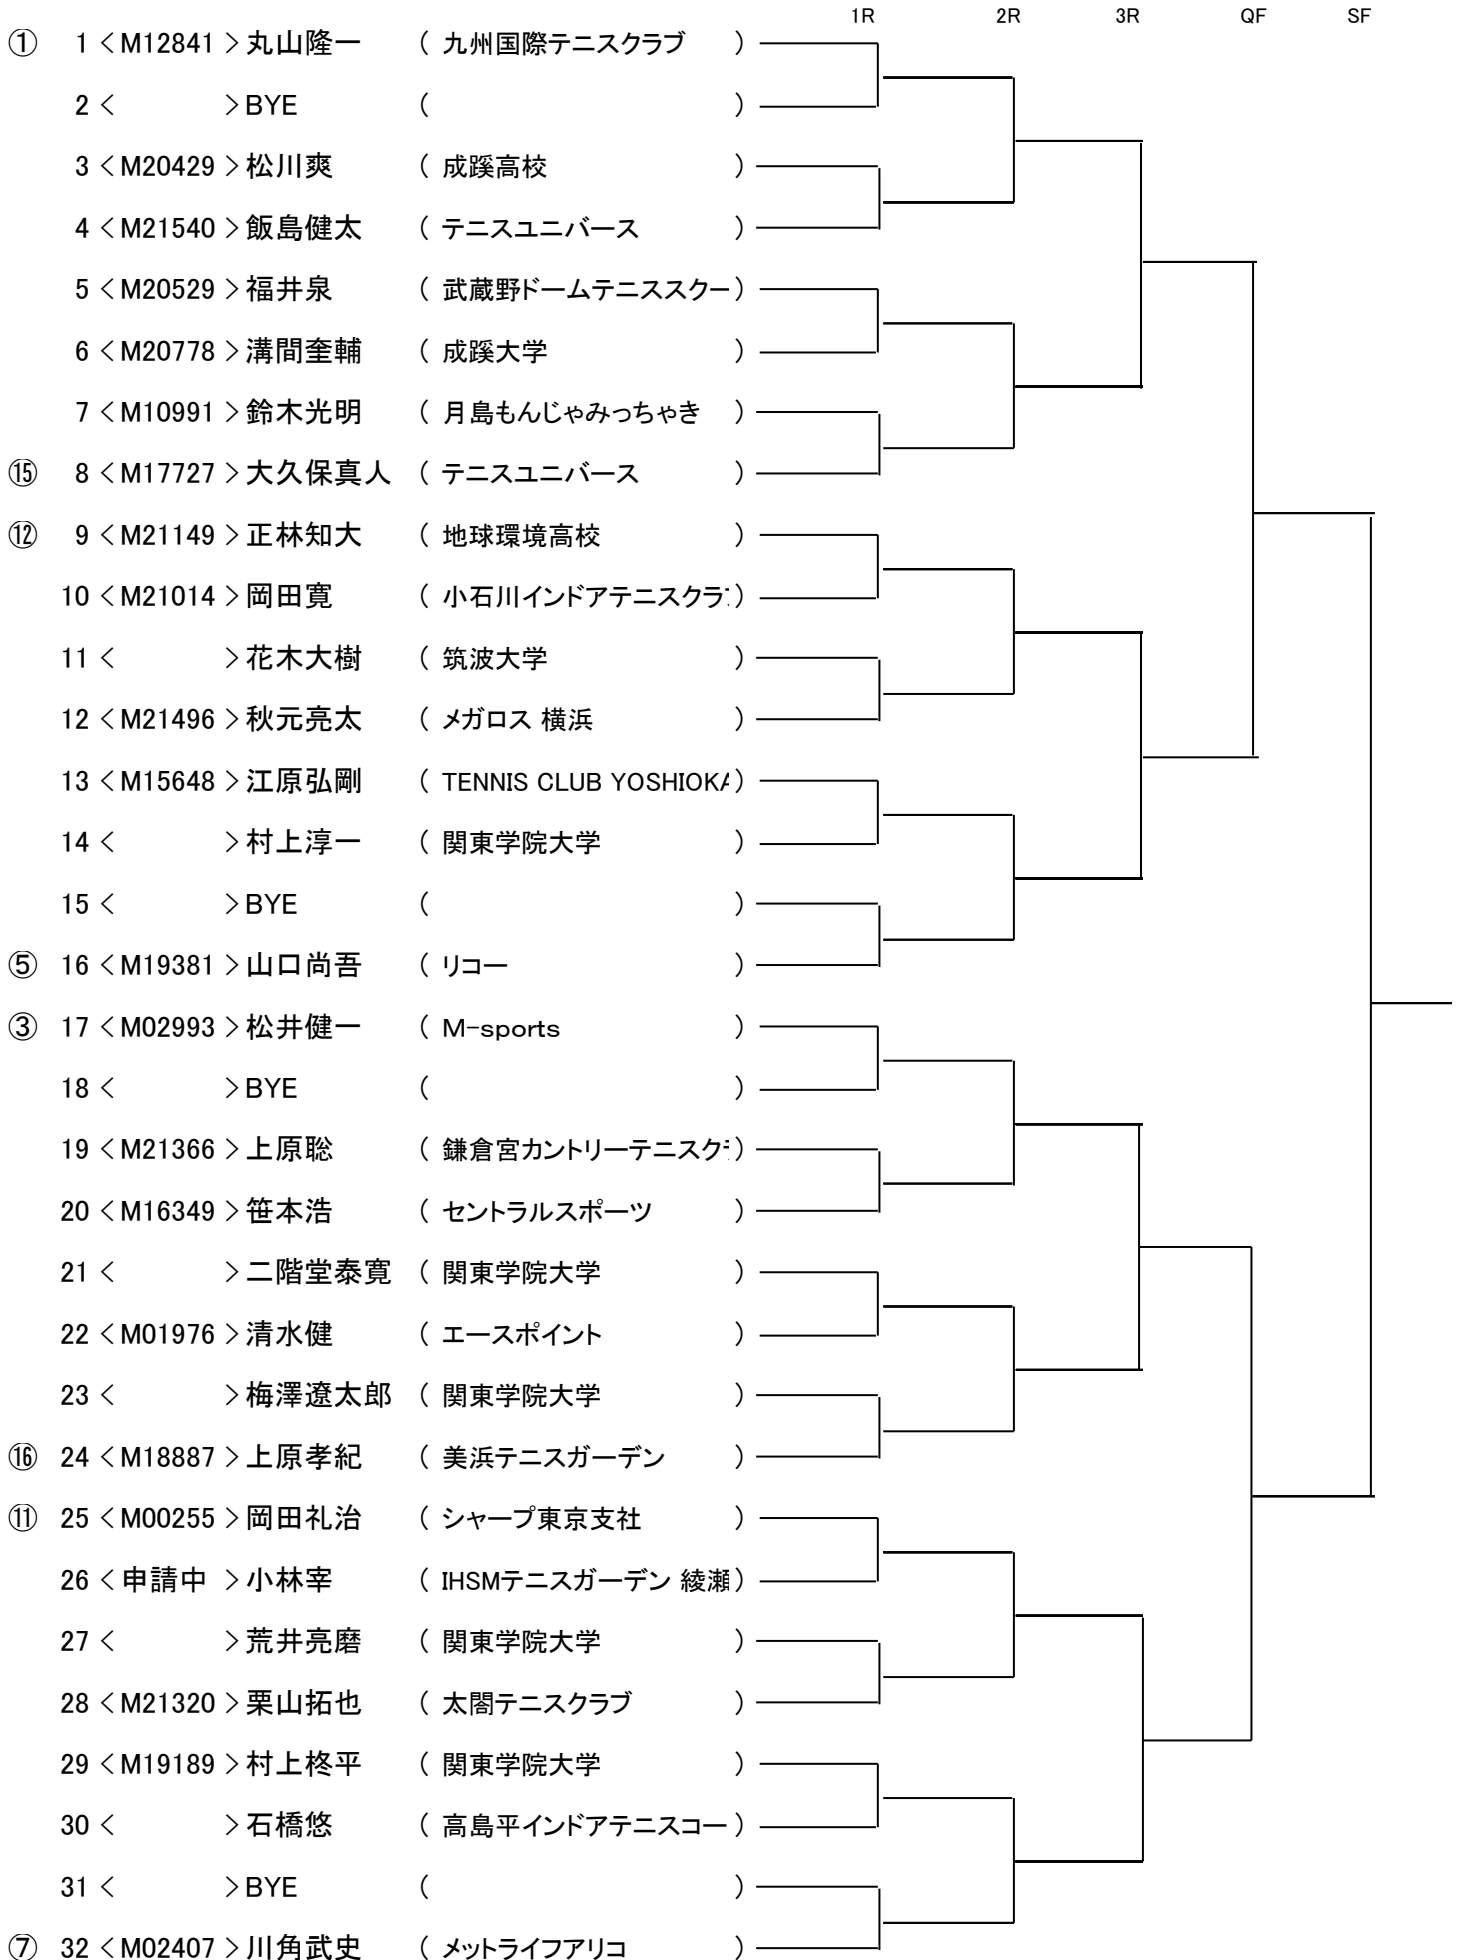 1R 2R 3R QF SF
① 1 <M12841 >丸山隆一 ( 九州国際テニスクラブ )
2 < >BYE ( )
3 <M20429 >松川爽 ( 成蹊高校 )
4 <M21540 >飯島健太 ( テニスユニバース )
5 <M20529 >福井泉 ( 武蔵野ドームテニススクー )
6 <M20778 >溝間奎輔 ( 成蹊大学 )
7 <M10991 >鈴木光明 ( 月島もんじゃみっちゃき )
⑮ 8 <M17727 >大久保真人 ( テニスユニバース )
⑫ 9 <M21149 >正林知大 ( 地球環境高校 )
10 <M21014 >岡田寛 ( 小石川インドアテニスクラ )
11 < >花木大樹 ( 筑波大学 )
12 <M21496 >秋元亮太 ( メガロス 横浜 )
13 <M15648 >江原弘剛 ( TENNIS CLUB YOSHIOKA )
14 < >村上淳一 ( 関東学院大学 )
15 < >BYE ( )
⑤ 16 <M19381 >山口尚吾 ( リコー )
③ 17 <M02993 >松井健一 ( M-sports )
18 < >BYE ( )
19 <M21366 >上原聡 ( 鎌倉宮カントリーテニスク )
20 <M16349 >笹本浩 ( セントラルスポーツ )
21 < >二階堂泰寛 ( 関東学院大学 )
22 <M01976 >清水健 ( エースポイント )
23 < >梅澤遼太郎 ( 関東学院大学 )
⑯ 24 <M18887 >上原孝紀 ( 美浜テニスガーデン )
⑪ 25 <M00255 >岡田礼治 ( シャープ東京支社 )
26 <申請中 >小林宰 ( IHSMテニスガーデン 綾瀬 )
27 < >荒井亮磨 ( 関東学院大学 )
28 <M21320 >栗山拓也 ( 太閤テニスクラブ )
29 <M19189 >村上柊平 ( 関東学院大学 )
30 < >石橋悠 ( 高島平インドアテニスコー )
31 < >BYE ( )
⑦ 32 <M02407 >川角武史 ( メットライフアリコ )